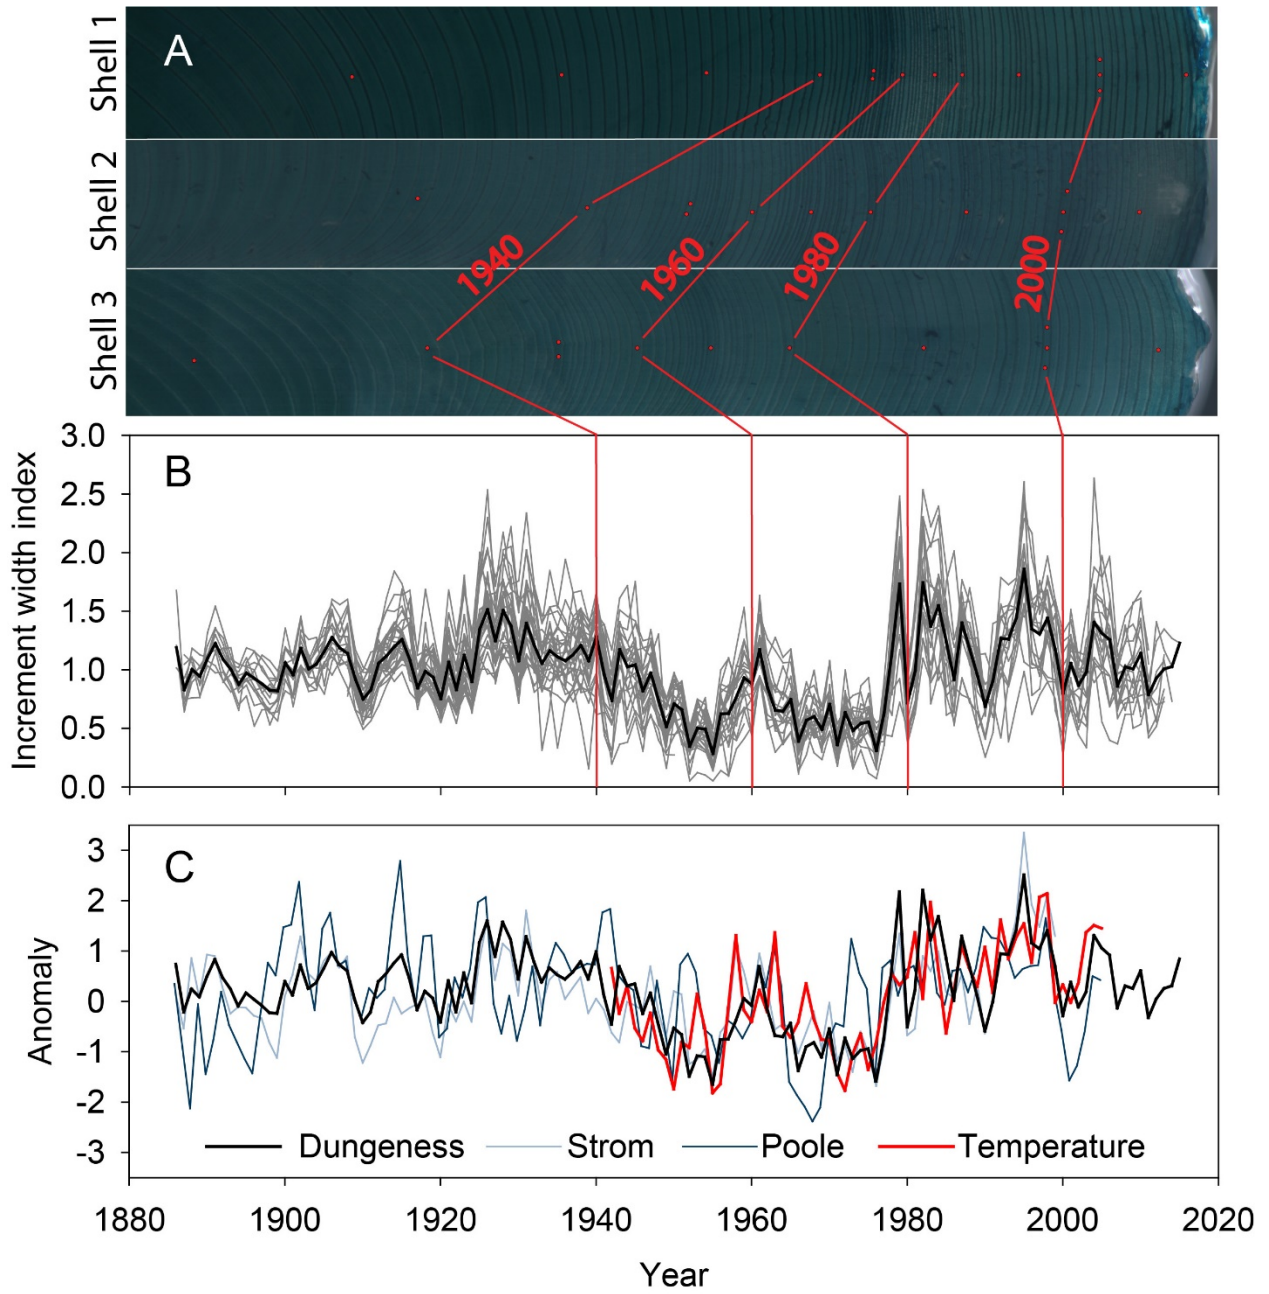 Shell 1
A
Shell 2
Shell 3
1940
1960
1980
2000
Increment width index
B
3.0
2.5
2.0
1.5
1.0
0.5
0.0
Anomaly
C
3
2
1
0
-1
-2
-3
Dungeness Strom Poole Temperature
1880 1900 1920 1940 1960 1980 2000 2020
Year